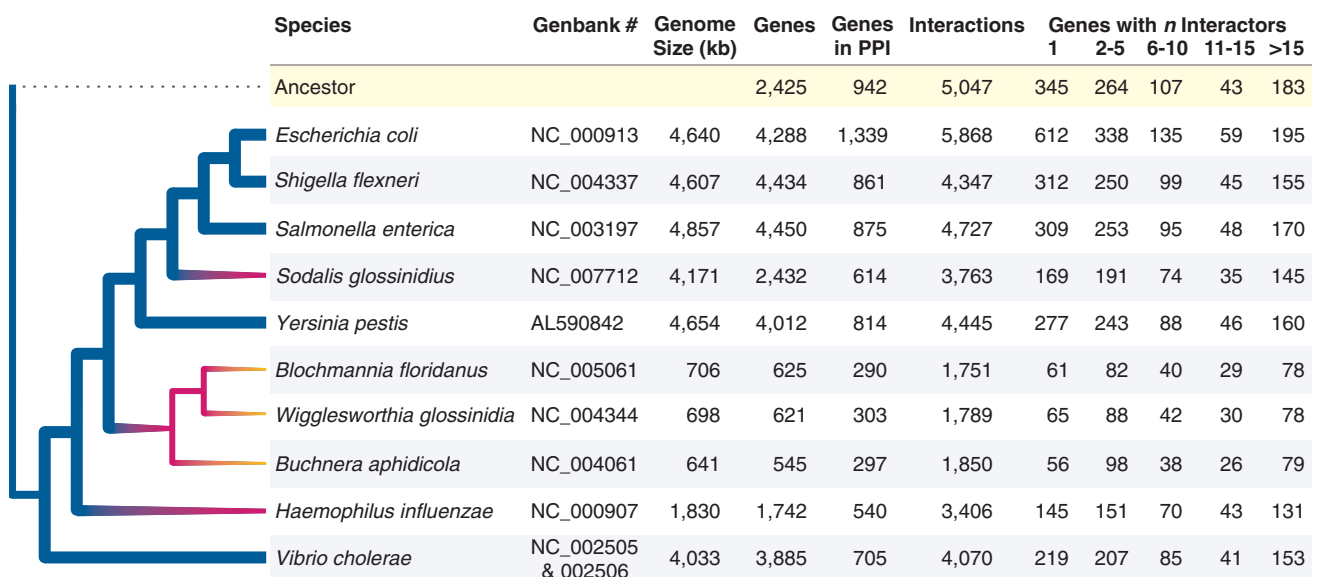 Species Genbank # Genome Genes Genes Interactions Genes with n Interactors
Size (kb) in PPI 1 2-5 6-10 11-15 >15
Ancestor 2,425 942 5,047 345 264 107 43 183
Escherichia coli NC_000913 4,640 4,288 1,339 5,868 612 338 135 59 195
Shigella flexneri NC_004337 4,607 4,434 861 4,347 312 250 99 45 155
Salmonella enterica NC_003197 4,857 4,450 875 4,727 309 253 95 48 170
Sodalis glossinidius NC_007712 4,171 2,432 614 3,763 169 191 74 35 145
Yersinia pestis AL590842 4,654 4,012 814 4,445 277 243 88 46 160
Blochmannia floridanus NC_005061 706 625 290 1,751 61 82 40 29 78
Wigglesworthia glossinidia NC_004344 698 621 303 1,789 65 88 42 30 78
Buchnera aphidicola NC_004061 641 545 297 1,850 56 98 38 26 79
Haemophilus influenzae NC_000907 1,830 1,742 540 3,406 145 151 70 43 131
Vibrio cholerae NC_002505 4,033 3,885 705 4,070 219 207 85 41 153
& 002506